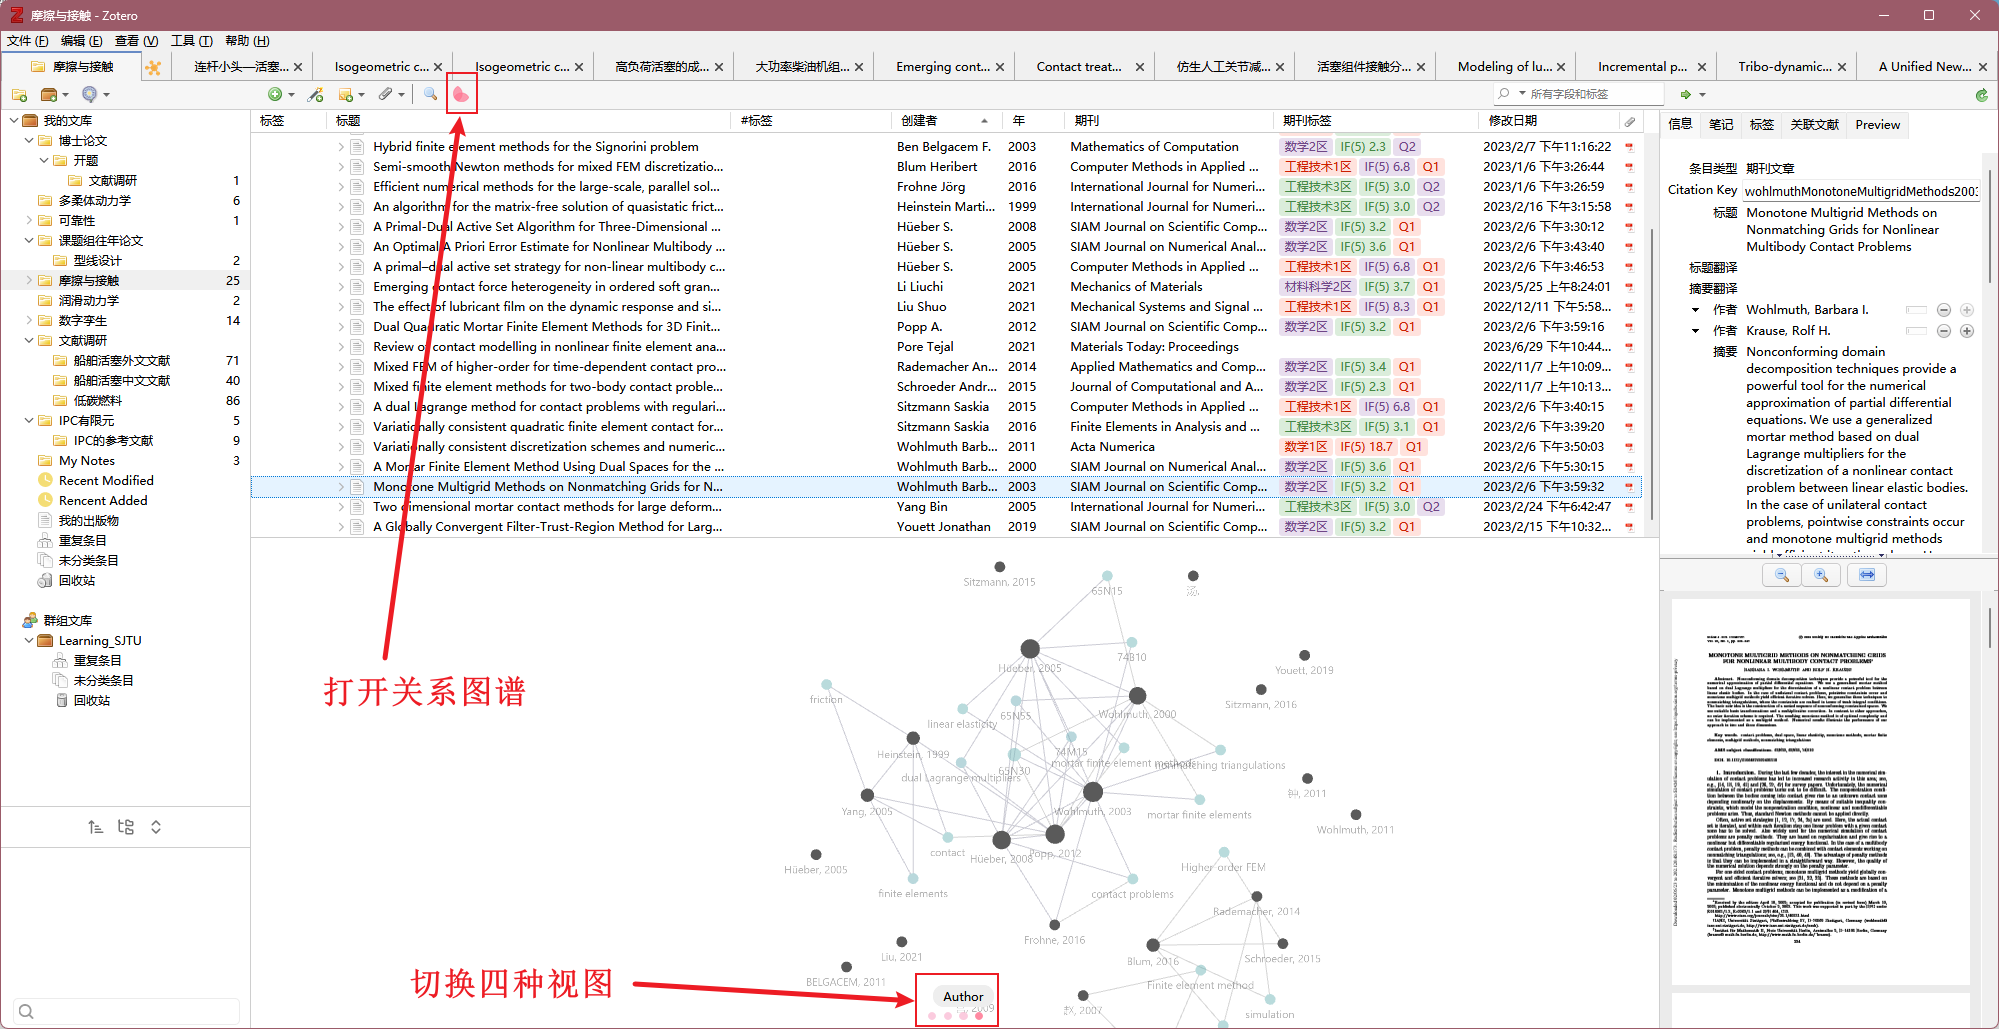 摩擦与接触 - Zotero
文件 (F) 编辑 (E) 查看 (V) 工具 (T) 帮助 (H)
摩擦与接触
连杆小头—活塞...
Isogeometric c...
Isogeometric c...
高负荷活塞的成...
大功率柴油机组...
Emerging cont...
Contact treat...
仿生人工关节减...
活塞组件接触分...
Modeling of lu...
Incremental p...
Tribo-dynamic...
A Unified New...
所有字段和标签
我的文库
博士论文
开题
文献调研 1
多柔体动力学 6
可靠性 1
课题组往年论文
型线设计 2
摩擦与接触 25
润滑动力学 2
数字孪生 14
文献调研
船舶活塞外文文献 71
船舶活塞中文文献 40
低碳燃料 86
IPC有限元 5
IPC的参考文献 9
My Notes 3
Recent Modified
Rencent Added
我的出版物
重复条目
未分类条目
回收站
群组文库
Learning_SJTU
重复条目
未分类条目
回收站
标签 标题 #标签 创建者 年 期刊 期刊标签 修改日期
Hybrid finite element methods for the Signorini problem Ben Belgacem F. 2003 Mathematics of Computation 数学2区 IF(5) 2.3 Q2 2023/2/7 下午11:16:22
Semi-smooth Newton methods for mixed FEM discretizatio... Blum Heribert 2016 Computer Methods in Applied ... 工程技术1区 IF(5) 6.8 Q1 2023/1/6 下午3:26:44
Efficient numerical methods for the large-scale, parallel sol... Frohne Jörg 2016 International Journal for Numeri... 工程技术3区 IF(5) 3.0 Q2 2023/1/6 下午3:26:59
An algorithm for the matrix-free solution of quasistatic frict... Heinstein Marti... 1999 International Journal for Numeri... 工程技术3区 IF(5) 3.0 Q2 2023/2/16 下午3:15:58
A Primal-Dual Active Set Algorithm for Three-Dimensional ... Hüeber S. 2008 SIAM Journal on Scientific Comp... 数学2区 IF(5) 3.2 Q1 2023/2/6 下午3:30:12
An Optimal A Priori Error Estimate for Nonlinear Multibody ... Hüeber S. 2005 SIAM Journal on Numerical Anal... 数学2区 IF(5) 3.6 Q1 2023/2/6 下午3:43:40
A primal–dual active set strategy for non-linear multibody c... Hüeber S. 2005 Computer Methods in Applied ... 工程技术1区 IF(5) 6.8 Q1 2023/2/6 下午3:46:53
Emerging contact force heterogeneity in ordered soft gran... Li Liuchi 2021 Mechanics of Materials 材料科学2区 IF(5) 3.7 Q1 2023/5/25 上午8:24:01
The effect of lubricant film on the dynamic response and si... Liu Shuo 2021 Mechanical Systems and Signal ... 工程技术1区 IF(5) 8.3 Q1 2022/12/11 下午5:58...
Dual Quadratic Mortar Finite Element Methods for 3D Finit... Popp A. 2012 SIAM Journal on Scientific Comp... 数学2区 IF(5) 3.2 Q1 2023/2/6 下午3:59:16
Review of contact modelling in nonlinear finite element ana... Pore Tejal 2021 Materials Today: Proceedings 2023/6/29 下午10:44...
Mixed FEM of higher-order for time-dependent contact pro... Rademacher An... 2014 Applied Mathematics and Comp... 数学2区 IF(5) 3.4 Q1 2022/11/7 上午10:09...
Mixed finite element methods for two-body contact proble... Schroeder Andr... 2015 Journal of Computational and A... 数学2区 IF(5) 2.3 Q1 2022/11/7 上午10:13...
A dual Lagrange method for contact problems with regulari... Sitzmann Saskia 2015 Computer Methods in Applied ... 工程技术1区 IF(5) 6.8 Q1 2023/2/6 下午3:40:15
Variationally consistent quadratic finite element contact for... Sitzmann Saskia 2016 Finite Elements in Analysis and ... 工程技术3区 IF(5) 3.1 Q1 2023/2/6 下午3:39:20
Variationally consistent discretization schemes and numeric... Wohlmuth Barb... 2011 Acta Numerica 数学1区 IF(5) 18.7 Q1 2023/2/6 下午3:50:03
A Mortar Finite Element Method Using Dual Spaces for the ... Wohlmuth Barb... 2000 SIAM Journal on Numerical Anal... 数学2区 IF(5) 3.6 Q1 2023/2/6 下午5:30:15
Monotone Multigrid Methods on Nonmatching Grids for N... Wohlmuth Barb... 2003 SIAM Journal on Scientific Comp... 数学2区 IF(5) 3.2 Q1 2023/2/6 下午3:59:32
Two dimensional mortar contact methods for large deform... Yang Bin 2005 International Journal for Numeri... 工程技术3区 IF(5) 3.0 Q2 2023/2/24 下午6:42:47
A Globally Convergent Filter-Trust-Region Method for Larg... Youett Jonathan 2019 SIAM Journal on Scientific Comp... 数学2区 IF(5) 3.2 Q1 2023/2/15 下午10:32...
Sitzmann, 2015
65N15
汤,
Hüeber, 2005
74B10
Youett, 2019
friction
Sitzmann, 2016
linear elasticity
65N55
Wohlmuth, 2000
Heinstein, 1999
74M15
mortar finite element methods
nonmatching triangulations
65N30
dual Lagrange multipliers
钟, 2011
Yang, 2005
Wohlmuth, 2003
mortar finite elements
Wohlmuth, 2011
contact
Hüeber, 2008
Popp, 2012
Hüeber, 2005
Higher-order FEM
finite elements
contact problems
Rademacher, 2014
Frohne, 2016
Liu, 2021
Blum, 2016
Schroeder, 2015
BELGACEM, 2011
Finite element method
赵, 2007
simulation
2009
Author
打开关系图谱
切换四种视图
信息 笔记 标签 关联文献 Preview
条目类型 期刊文章
Citation Key wohlmuthMonotoneMultigridMethods2003
标题 Monotone Multigrid Methods on
Nonmatching Grids for Nonlinear
Multibody Contact Problems
标题翻译
摘要翻译
作者 Wohlmuth, Barbara I.
作者 Krause, Rolf H.
摘要 Nonconforming domain
decomposition techniques provide a
powerful tool for the numerical
approximation of partial differential
equations. We use a generalized
mortar method based on dual
Lagrange multipliers for the
discretization of a nonlinear contact
problem between linear elastic bodies.
In the case of unilateral contact
problems, pointwise constraints occur
and monotone multigrid methods
MONOTONE MULTIGRID METHODS ON NONMATCHING GRIDS
FOR NONLINEAR MULTIBODY CONTACT PROBLEMS*
BARBARA I. WOHLMUTH AND ROLF H. KRAUSE